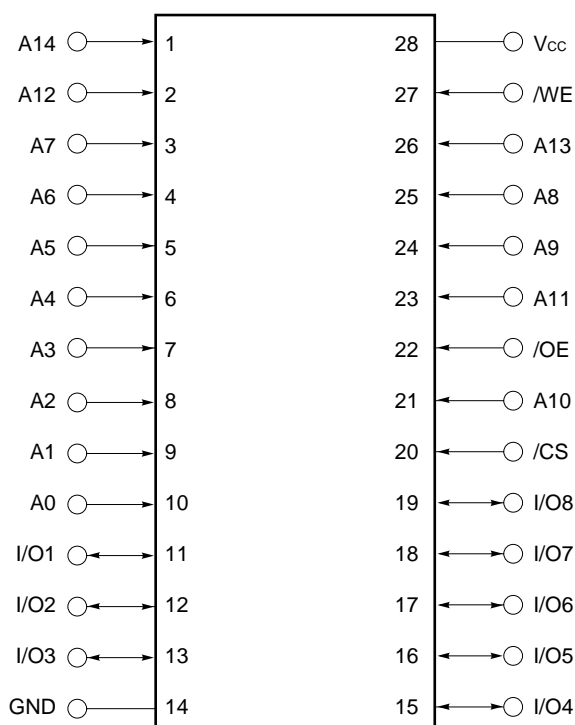 A14 1 28 Vcc
A12 2 27 /WE
A7 3 26 A13
A6 4 25 A8
A5 5 24 A9
A4 6 23 A11
A3 7 22 /OE
A2 8 21 A10
A1 9 20 /CS
A0 10 19 I/O8
I/O1 11 18 I/O7
I/O2 12 17 I/O6
I/O3 13 16 I/O5
GND 14 15 I/O4